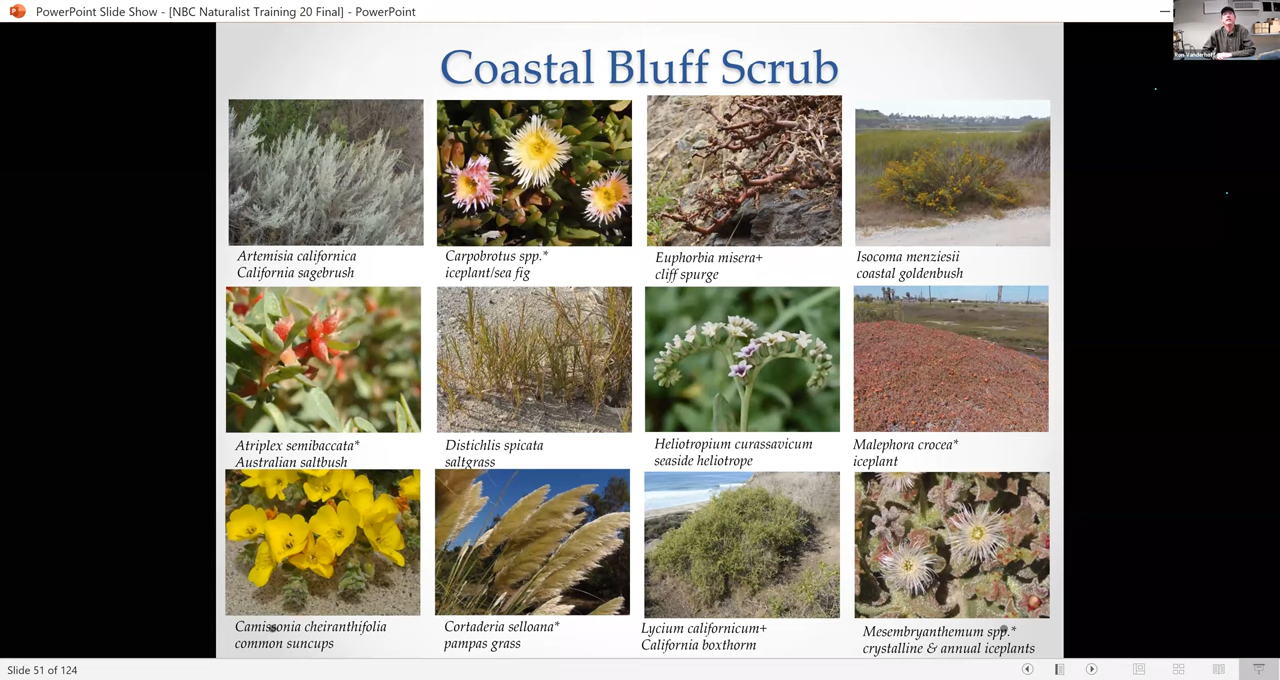 PowerPoint Slide Show - [NBC Naturalist Training 20 Final] - PowerPoint
Ron Vanderhoff
Coastal Bluff Scrub
Artemisia californica
California sagebrush
Carpobrotus spp.*
iceplant/sea fig
Euphorbia misera+
cliff spurge
Isocoma menziesii
coastal goldenbush
Atriplex semibaccata*
Australian saltbush
Distichlis spicata
saltgrass
Heliotropium curassavicum
seaside heliotrope
Malephora crocea*
iceplant
Camissonia cheiranthifolia
common suncups
Cortaderia selloana*
pampas grass
Lycium californicum+
California boxthorn
Mesembryanthemum spp.*
crystalline & annual iceplants
Slide 51 of 124